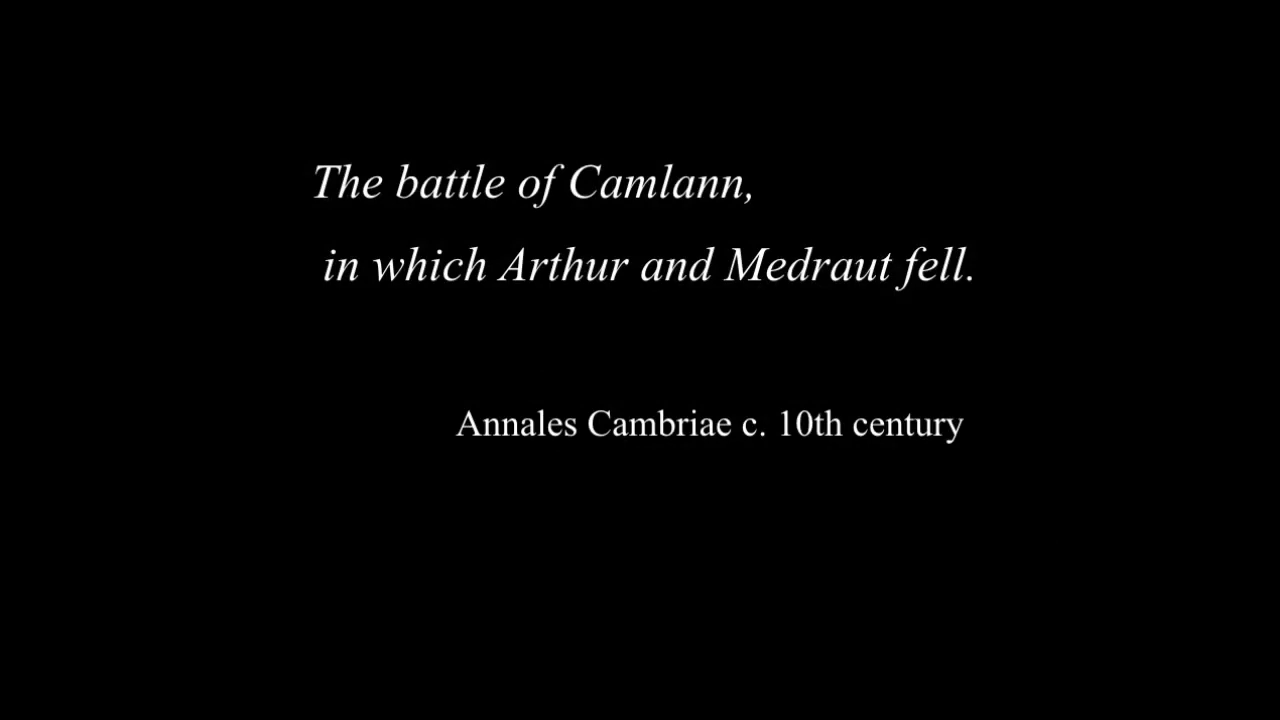 The battle of Camlann,
in which Arthur and Medraut fell.
Annales Cambriae c. 10th century